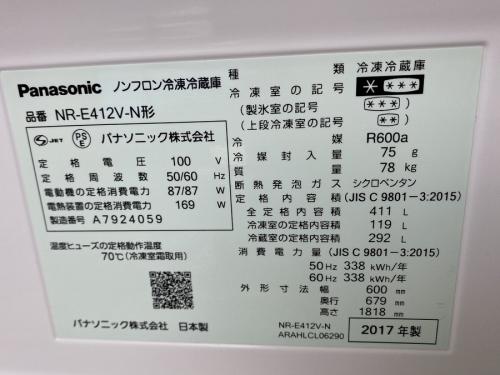 Panasonic ノンフロン冷凍冷蔵庫
品番 NR-E412V-N形
JET PSE パナソニック株式会社
定格電圧 100 V
定格周波数 50/60 Hz
電動機の定格消費電力 87/87 W
電熱装置の定格消費電力 169 W
製造番号 A7924059
温度ヒューズの定格動作温度
70℃(冷凍室霜取用)
パナソニック株式会社 日本製
種類 冷凍冷蔵庫
冷凍室の記号 * ***
(製氷室の記号) (***)
(上段冷凍室の記号) (**)
冷媒 R600a
冷媒封入量 75 g
質量 78 kg
断熱発泡ガス シクロペンタン
定格内容積 (JIS C 9801-3:2015)
全定格内容積 411 L
冷凍室の定格内容積 119 L
冷蔵室の定格内容積 292 L
消費電力量 (JIS C 9801-3:2015)
50 Hz 338 kWh/年
60 Hz 338 kWh/年
外形寸法 幅 600 mm
奥行 679 mm
高さ 1818 mm
NR-E412V-N
ARAHLCL06290
2017年製